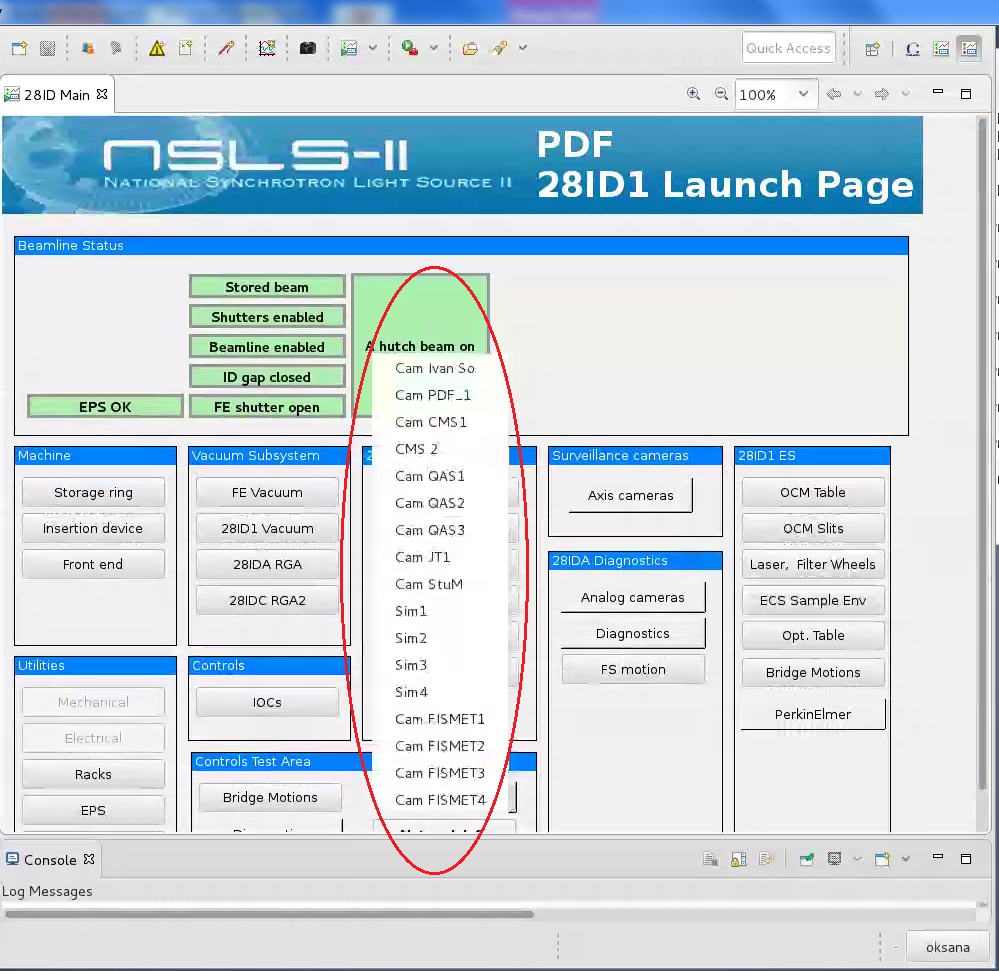 Quick Access
28ID Main
100%
NSLS-II
NATIONAL SYNCHROTRON LIGHT SOURCE II
PDF
28ID1 Launch Page
Beamline Status
Stored beam
Shutters enabled
Beamline enabled
ID gap closed
EPS OK
FE shutter open
A hutch beam on
Cam Ivan So
Cam PDF_1
Cam CMS1
CMS 2
Cam QAS1
Cam QAS2
Cam QAS3
Cam JT1
Cam StuM
Sim1
Sim2
Sim3
Sim4
Cam FISMET1
Cam FISMET2
Cam FISMET3
Cam FISMET4
Machine
Storage ring
Insertion device
Front end
Vacuum Subsystem
FE Vacuum
28ID1 Vacuum
28IDA RGA
28IDC RGA2
Surveillance cameras
Axis cameras
28IDA Diagnostics
Analog cameras
Diagnostics
FS motion
28ID1 ES
OCM Table
OCM Slits
Laser, Filter Wheels
ECS Sample Env
Opt. Table
Bridge Motions
PerkinElmer
Utilities
Mechanical
Electrical
Racks
EPS
Controls
IOCs
Controls Test Area
Bridge Motions
Console
Log Messages
oksana